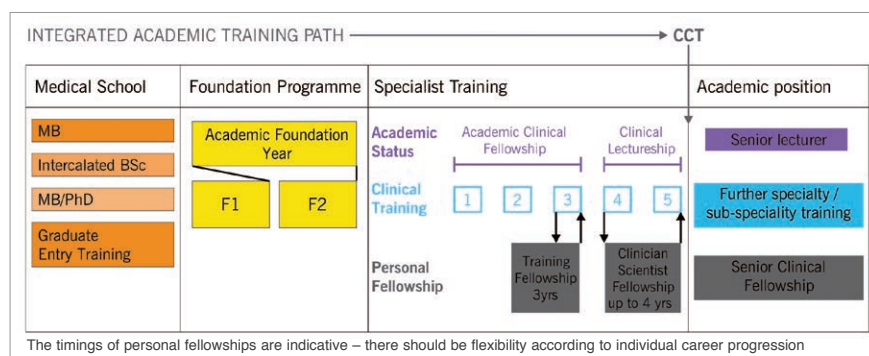 INTEGRATED ACADEMIC TRAINING PATH
CCT
Medical School
Foundation Programme
Specialist Training
Academic position
MB
Intercalated BSc
MB/PhD
Graduate
Entry Training
Academic Foundation
Year
F1
F2
Academic
Status
Academic Clinical
Fellowship
Clinical
Lectureship
Senior lecturer
Clinical
Training
1
2
3
4
5
Further specialty /
sub-speciality training
Personal
Fellowship
Training
Fellowship
3yrs
Clinician
Scientist
Fellowship
up to 4 yrs
Senior Clinical
Fellowship
The timings of personal fellowships are indicative – there should be flexibility according to individual career progression